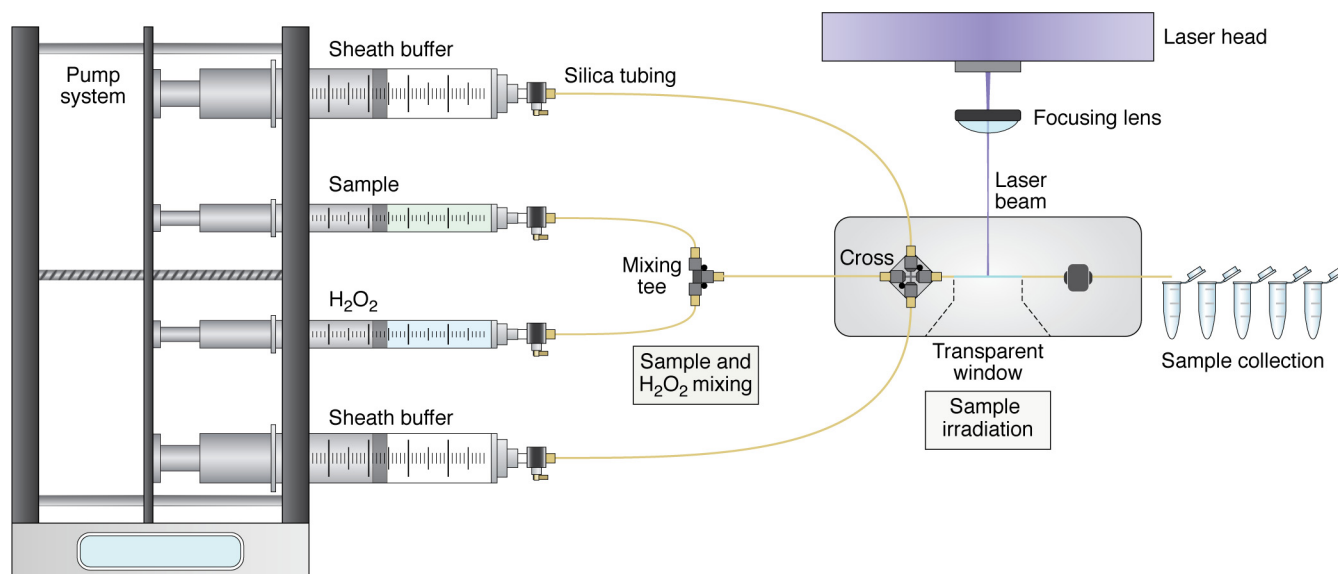 Sheath buffer
Pump
system
Silica tubing
Laser head
Focusing lens
Sample
Laser
beam
Mixing
tee
Cross
H₂O₂
Sample and
H₂O₂ mixing
Transparent
window
Sample collection
Sheath buffer
Sample
irradiation